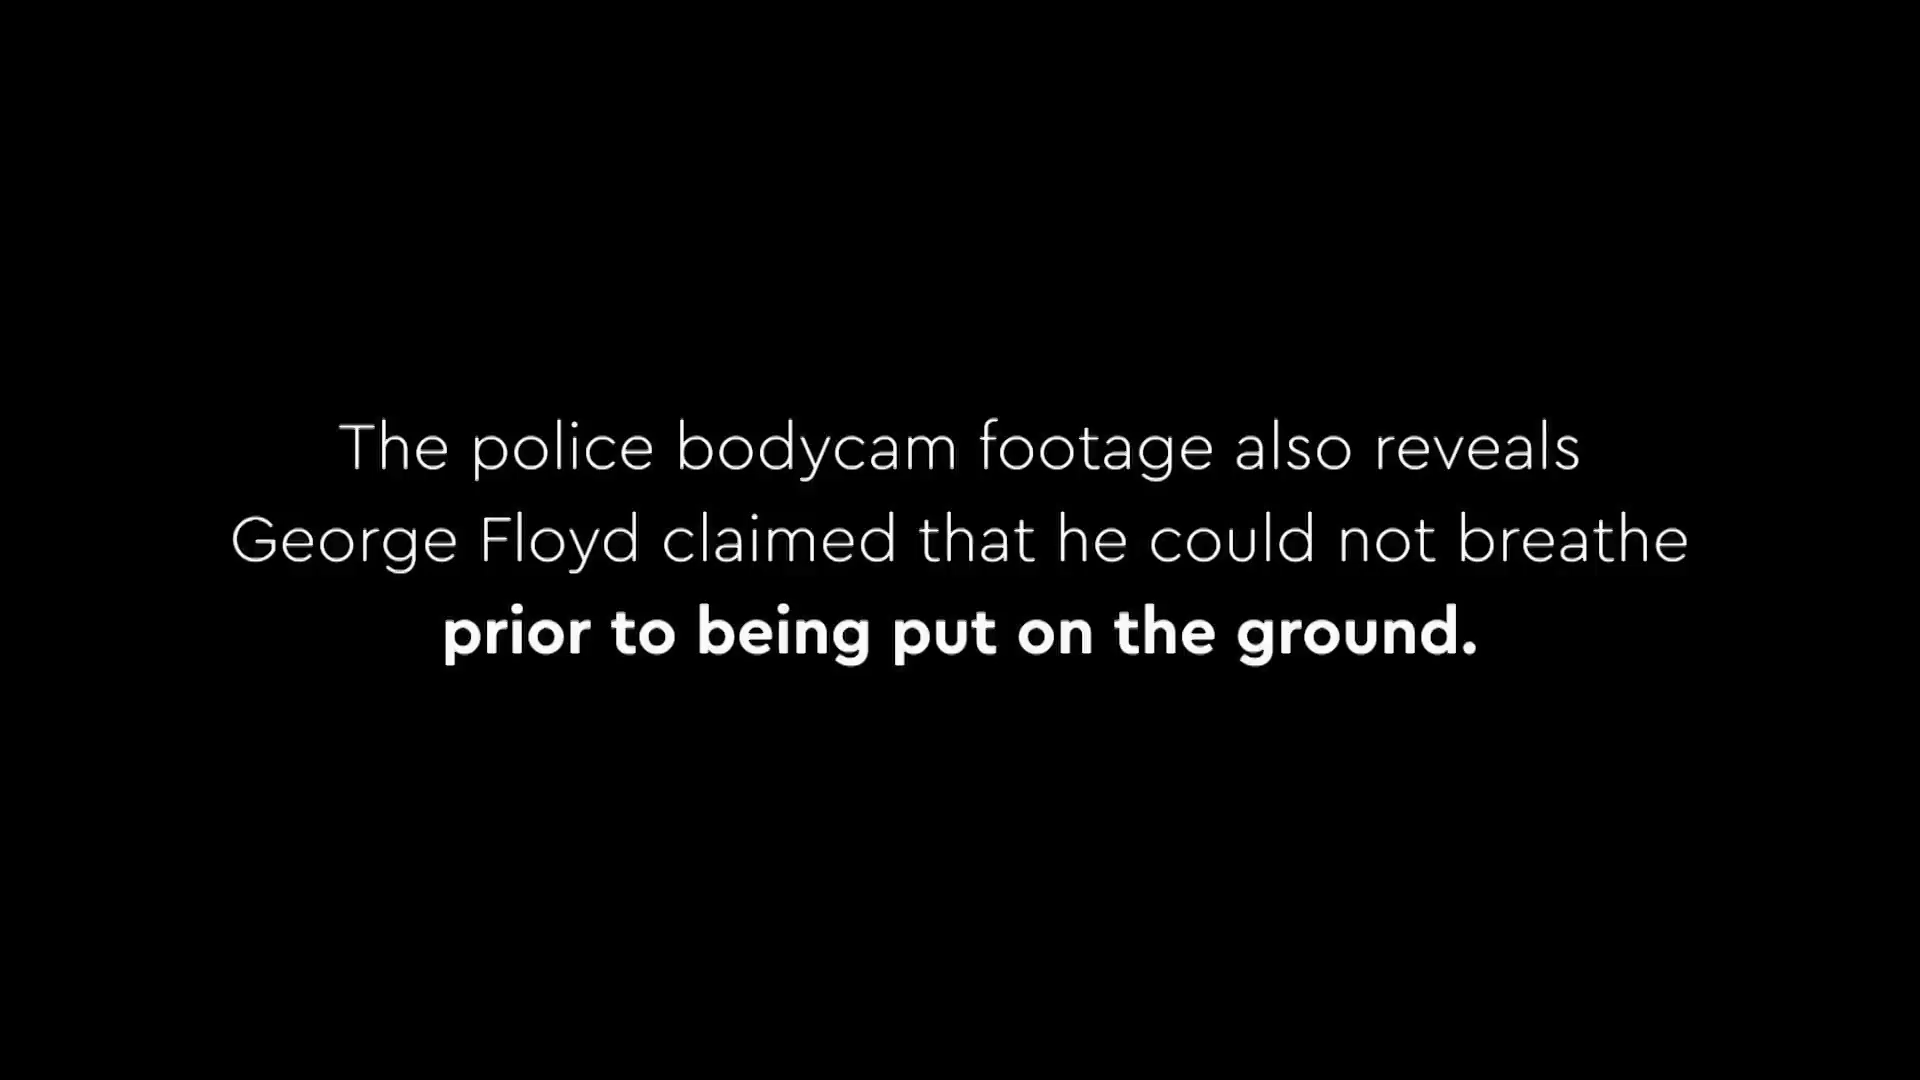 The police bodycam footage also reveals
George Floyd claimed that he could not breathe
prior to being put on the ground.